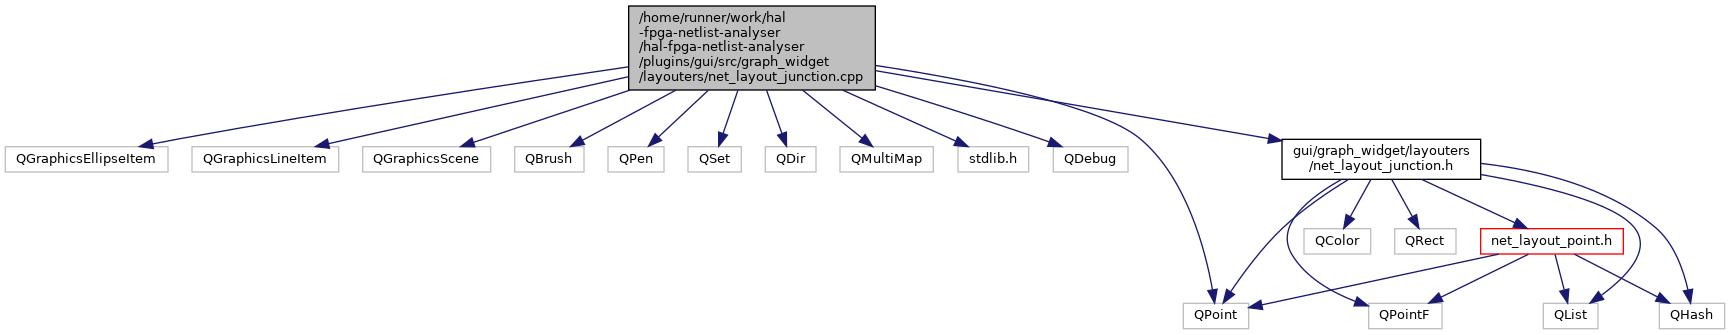 /home/runner/work/hal
-fpga-netlist-analyser
/hal-fpga-netlist-analyser
/plugins/gui/src/graph_widget
/layouters/net_layout_junction.cpp
QGraphicsEllipseItem
QGraphicsLineItem
QGraphicsScene
QBrush
QPen
QSet
QDir
QMultiMap
stdlib.h
QDebug
gui/graph_widget/layouters
/net_layout_junction.h
QColor
QRect
net_layout_point.h
QPoint
QPointF
QList
QHash